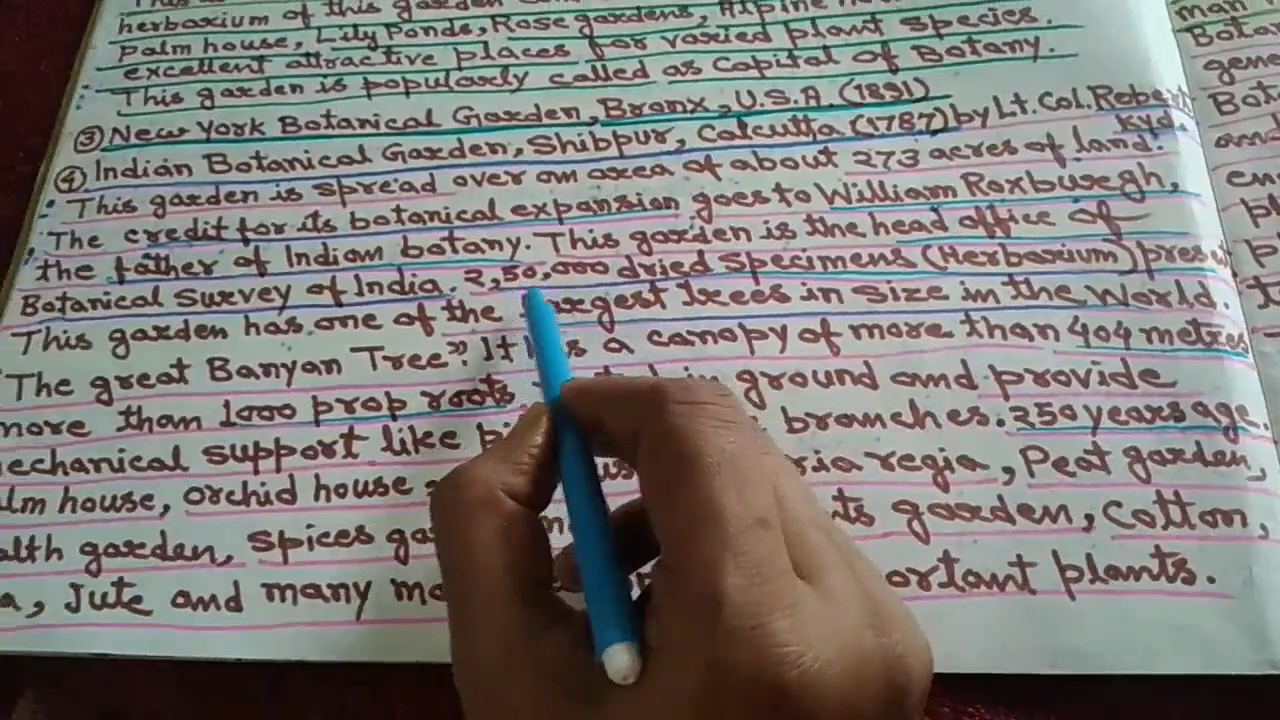 herbarium of this garden
Palm house, Lily Ponds, Rose gardens, Alpine
excellent attractive places for varied plant species.
This garden is popularly called as Capital of Botany.
③ New York Botanical Garden, Bronx, U.S.A. (1891)
④ Indian Botanical Garden, Shibpur, Calcutta (1787) by Lt. Col. Robert
Kyd.
This garden is spread over an area of about 273 acres of land.
The credit for its botanical expansion goes to William Roxburgh,
the father of Indian botany. This garden is the head office of
Botanical Survey of India. 2,50,000 dried specimens (Herbarium) present
This garden has one of the largest trees in size in the World.
The great Banyan Tree". It is a canopy of more than 404 metres
more than 1000 prop roots ground and provide
echanical support like branches. 250 years age.
lm house, orchid house ria regia, Peat garden,
alth garden, spices ga ts garden, cotton,
a, Jute and many mo ortant plants.
man
Bota
gene
Bot
and
en
pl
p
t